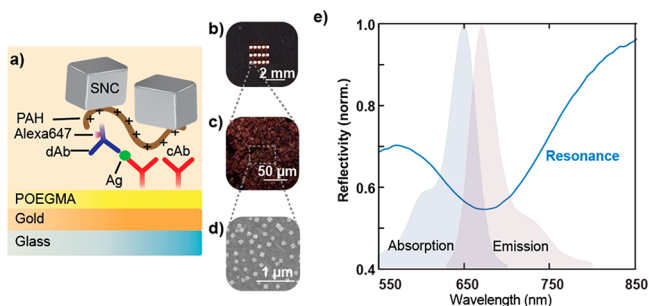 a)
SNC
PAH
Alexa647
dAb
Ag
cAb
POEGMA
Gold
Glass
b)
2 mm
c)
50 µm
d)
1 µm
e)
Reflectivity (norm.)
1.0
0.8
0.6
0.4
Resonance
Absorption
Emission
550
650
750
850
Wavelength (nm)